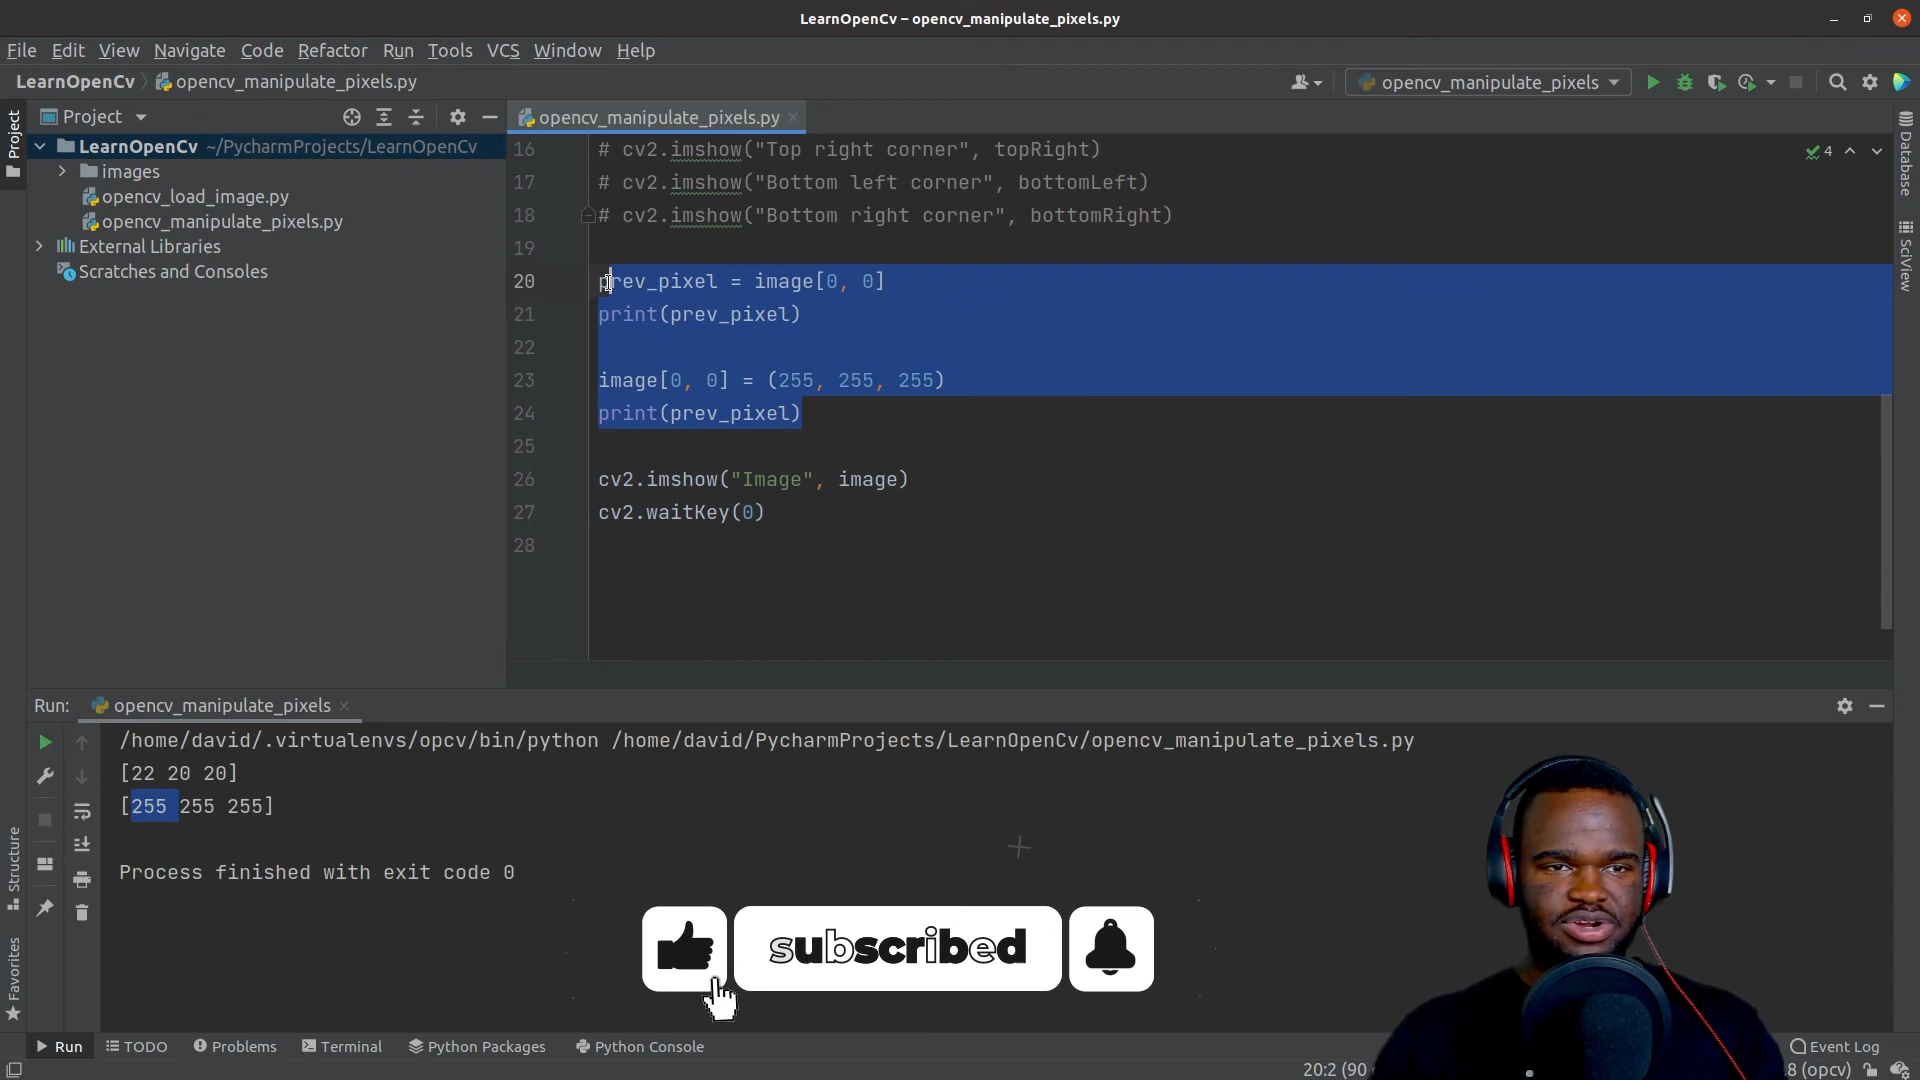 LearnOpenCv – opencv_manipulate_pixels.py
File Edit View Navigate Code Refactor Run Tools VCS Window Help
LearnOpenCv opencv_manipulate_pixels.py
opencv_manipulate_pixels
Project
opencv_manipulate_pixels.py
Project
LearnOpenCv ~/PycharmProjects/LearnOpenCv
images
opencv_load_image.py
opencv_manipulate_pixels.py
External Libraries
Scratches and Consoles
16 # cv2.imshow("Top right corner", topRight)
17 # cv2.imshow("Bottom left corner", bottomLeft)
18 # cv2.imshow("Bottom right corner", bottomRight)
19
20 prev_pixel = image[0, 0]
21 print(prev_pixel)
22
23 image[0, 0] = (255, 255, 255)
24 print(prev_pixel)
25
26 cv2.imshow("Image", image)
27 cv2.waitKey(0)
28
4
Database
SciView
Run: opencv_manipulate_pixels
/home/david/.virtualenvs/opcv/bin/python /home/david/PycharmProjects/LearnOpenCv/opencv_manipulate_pixels.py
[22 20 20]
[255 255 255]
Process finished with exit code 0
Structure
Favorites
subscribed
Run TODO Problems Terminal Python Packages Python Console
Event Log
20:2 (90
8 (opcv)